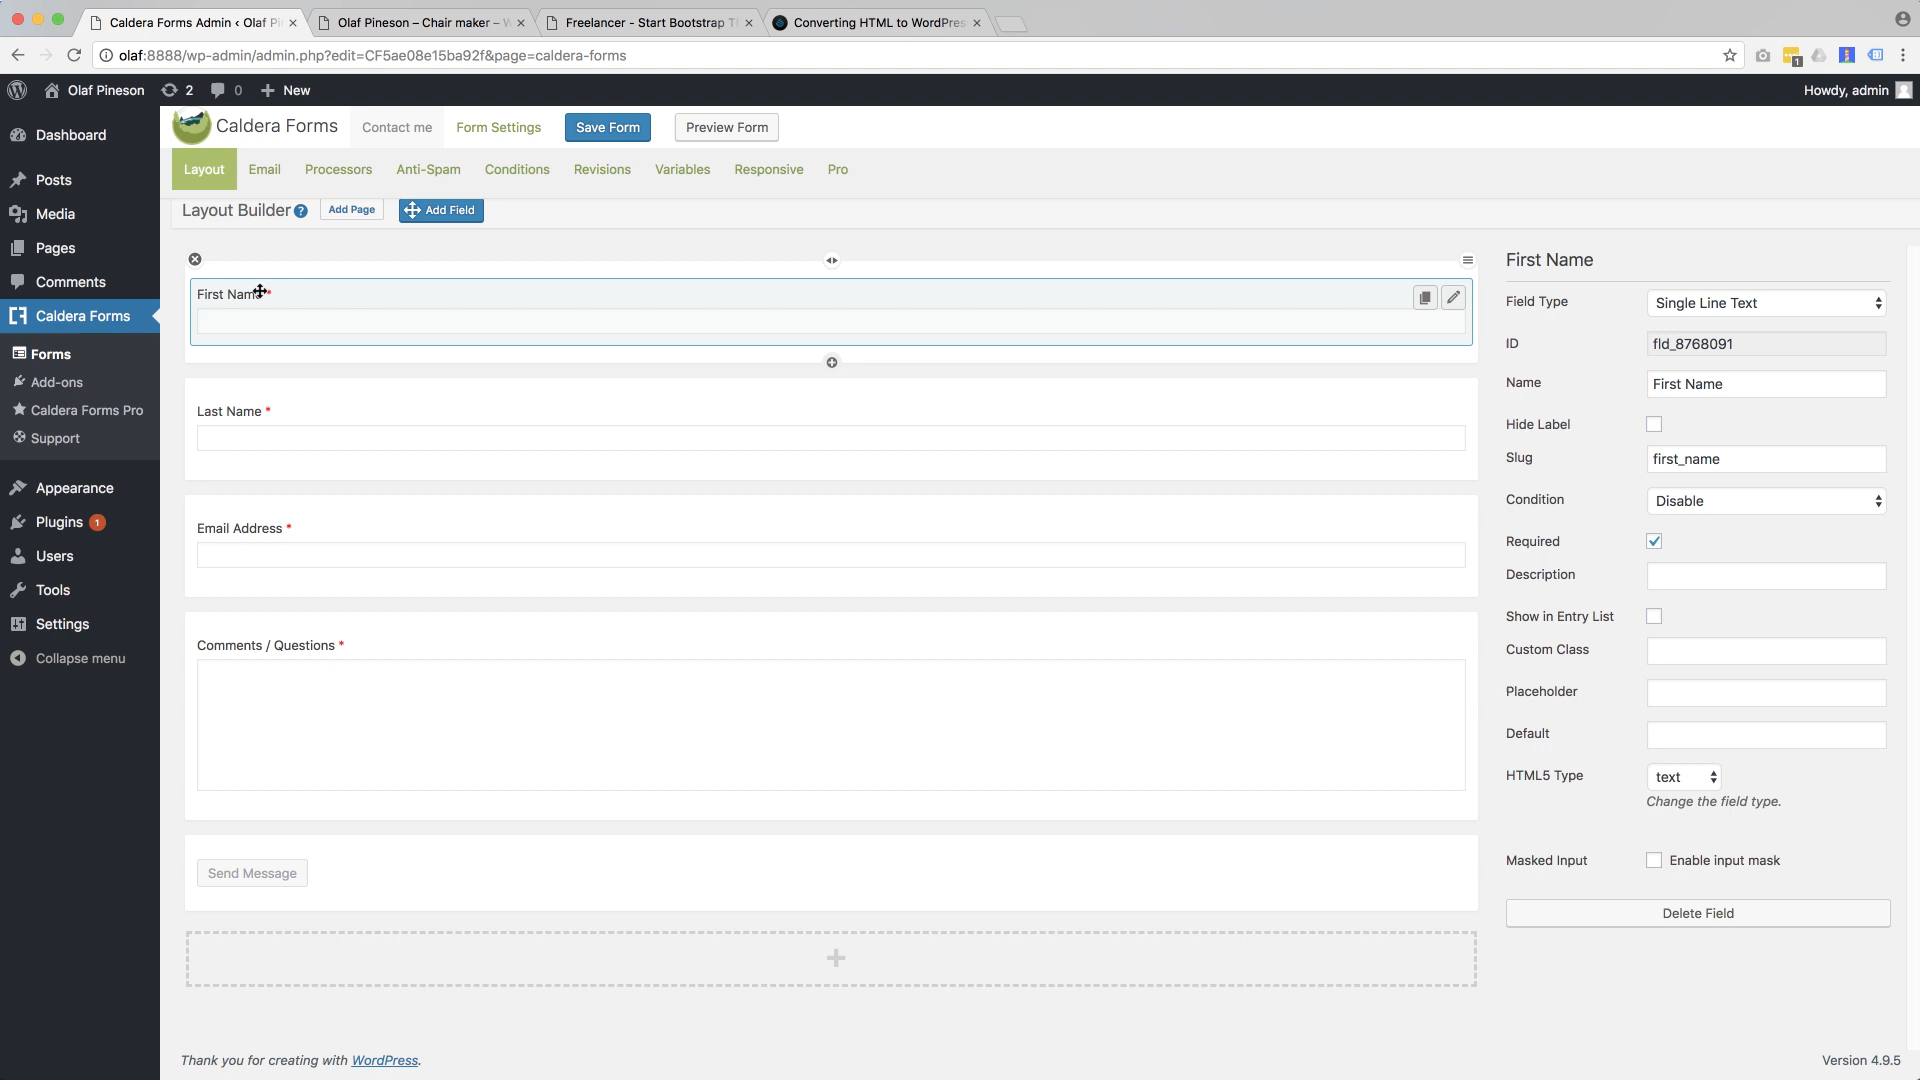 Caldera Forms Admin ‹ Olaf Pi
Olaf Pineson – Chair maker – W
Freelancer - Start Bootstrap T
Converting HTML to WordPres
olaf:8888/wp-admin/admin.php?edit=CF5ae08e15ba92f&page=caldera-forms
1
Olaf Pineson
2
0
New
Howdy, admin
Caldera Forms
Contact me
Form Settings
Save Form
Preview Form
Dashboard
Posts
Media
Pages
Comments
Caldera Forms
Forms
Add-ons
Caldera Forms Pro
Support
Appearance
Plugins 1
Users
Tools
Settings
Collapse menu
Layout
Email
Processors
Anti-Spam
Conditions
Revisions
Variables
Responsive
Pro
Layout Builder ?
Add Page
Add Field
First Name *
Last Name *
Email Address *
Comments / Questions *
Send Message
First Name
Field Type
Single Line Text
ID
fld_8768091
Name
First Name
Hide Label
Slug
first_name
Condition
Disable
Required
Description
Show in Entry List
Custom Class
Placeholder
Default
HTML5 Type
text
Change the field type.
Masked Input
Enable input mask
Delete Field
Thank you for creating with WordPress.
Version 4.9.5